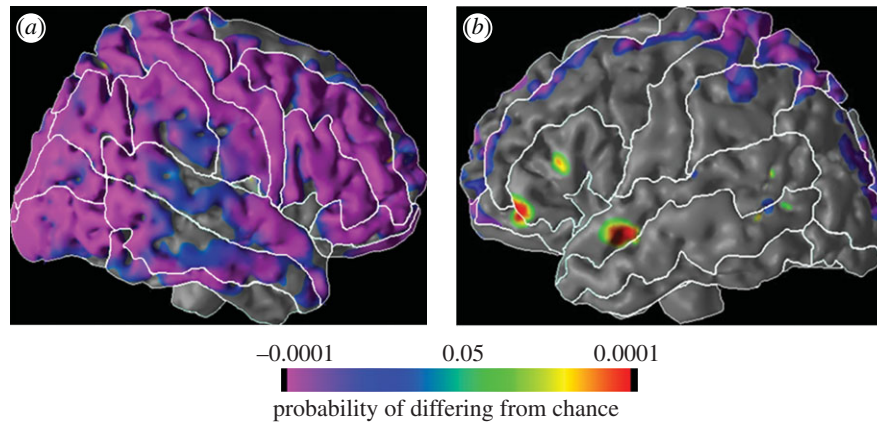 a
b
–0.0001 0.05 0.0001
probability of differing from chance